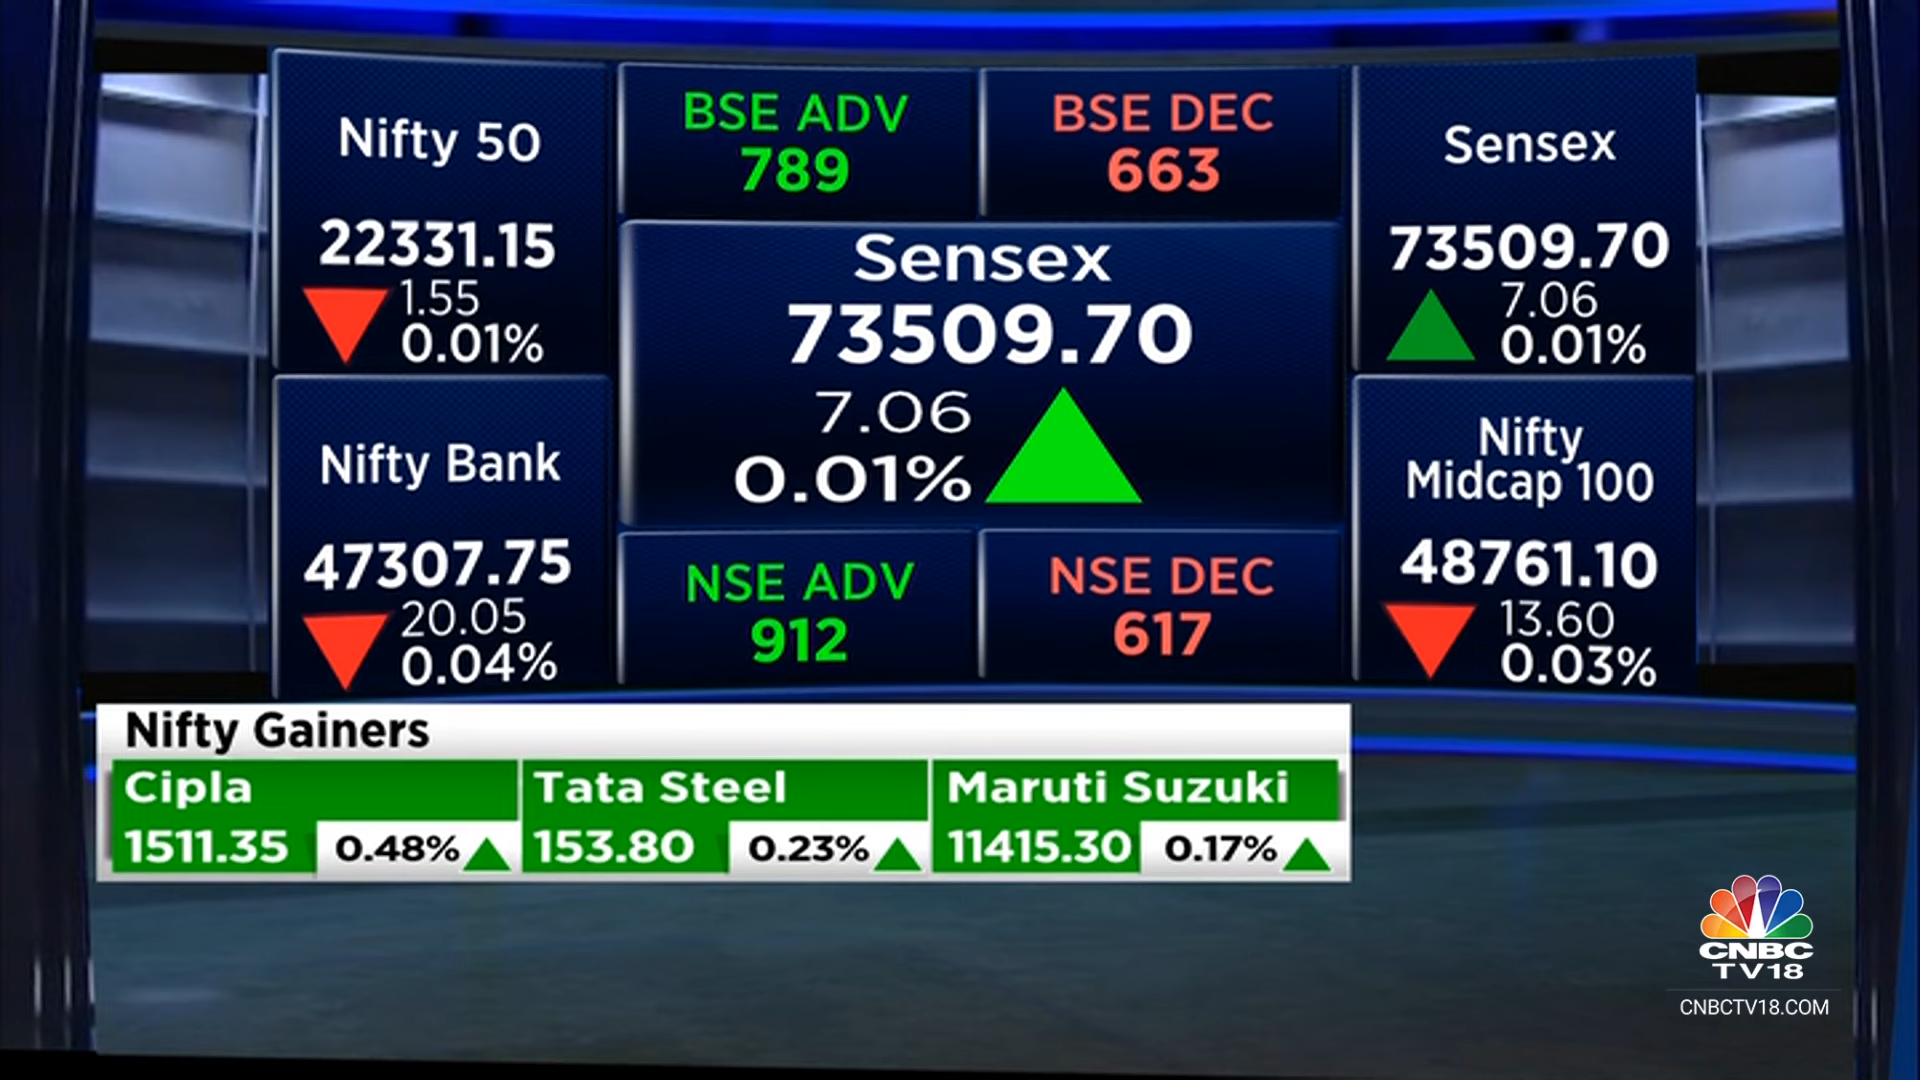 Nifty 50
22331.15
1.55
0.01%
BSE ADV
789
BSE DEC
663
Sensex
73509.70
7.06
0.01%
Sensex
73509.70
7.06
0.01%
Nifty Bank
47307.75
20.05
0.04%
NSE ADV
912
NSE DEC
617
Nifty
Midcap 100
48761.10
13.60
0.03%
Nifty Gainers
Cipla
1511.35 0.48%
Tata Steel
153.80 0.23%
Maruti Suzuki
11415.30 0.17%
CNBC
TV18
CNBCTV18.COM